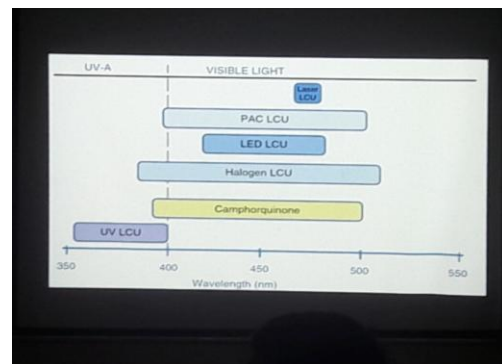 UV-A VISIBLE LIGHT
Laser
LCU
PAC LCU
LED LCU
Halogen LCU
Camphorquinone
UV LCU
350 400 450 500 550
Wavelength (nm)